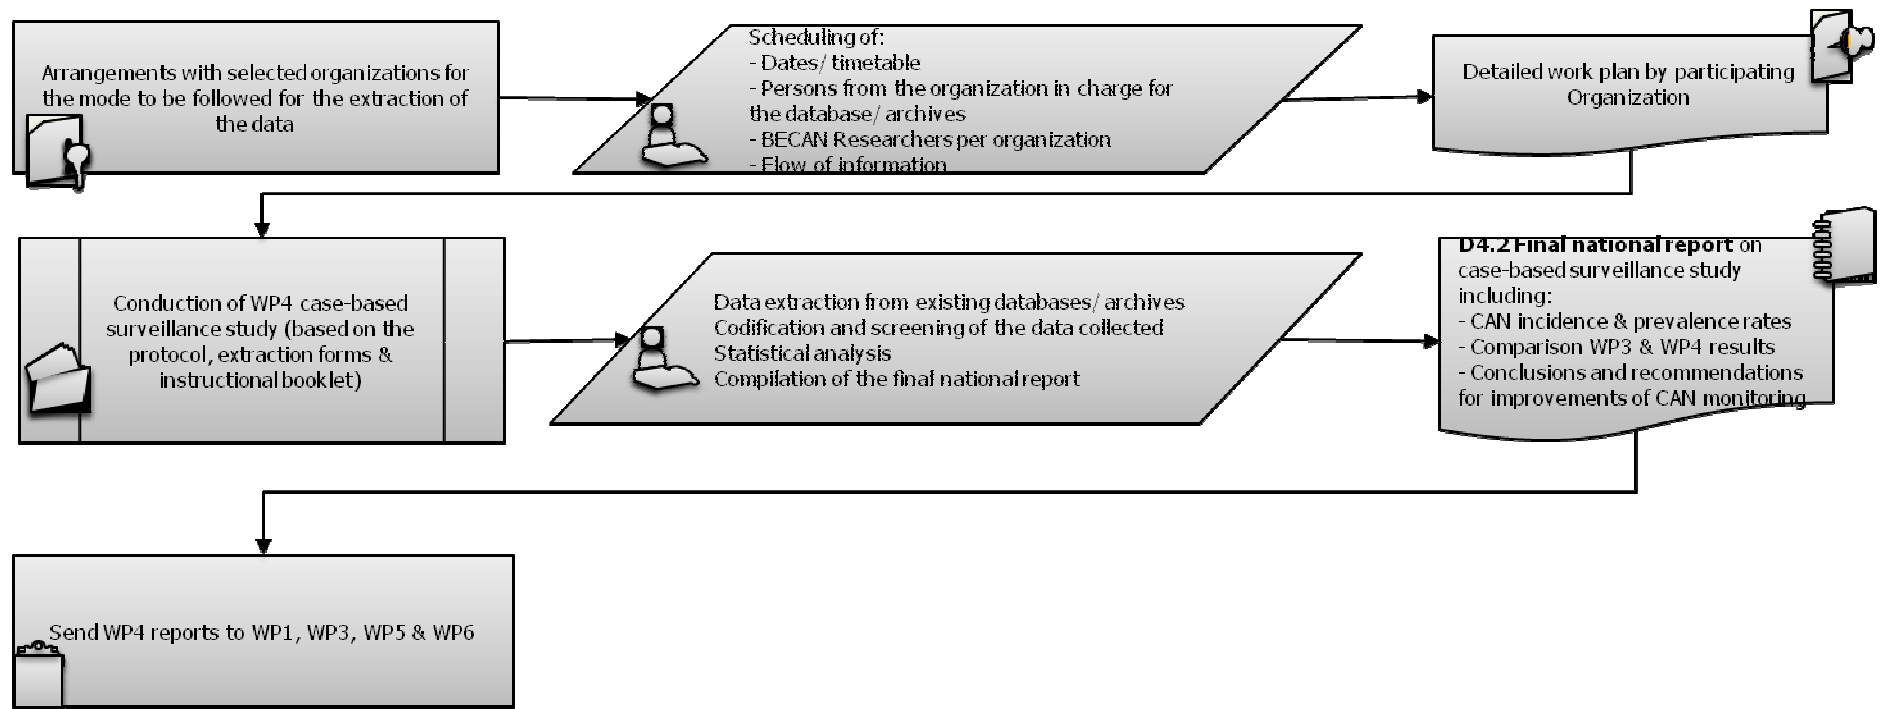 Arrangements with selected organizations for
the mode to be followed for the extraction of
the data
Scheduling of:
- Dates/ timetable
- Persons from the organization in charge for
the database/ archives
- BECAN Researchers per organization
- Flow of information
Detailed work plan by participating
Organization
Conduction of WP4 case-based
surveillance study (based on the
protocol, extraction forms &
instructional booklet)
Data extraction from existing databases/ archives
Codification and screening of the data collected
Statistical analysis
Compilation of the final national report
D4.2 Final national report on
case-based surveillance study
including:
- CAN incidence & prevalence rates
- Comparison WP3 & WP4 results
- Conclusions and recommendations
for improvements of CAN monitoring
Send WP4 reports to WP1, WP3, WP5 & WP6